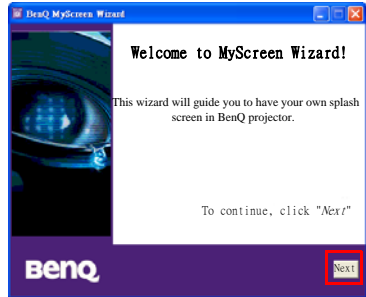 BenQ MyScreen Wizard
Welcome to MyScreen Wizard!
This wizard will guide you to have your own splash
screen in BenQ projector.
To continue, click "Next"
BenQ
Next